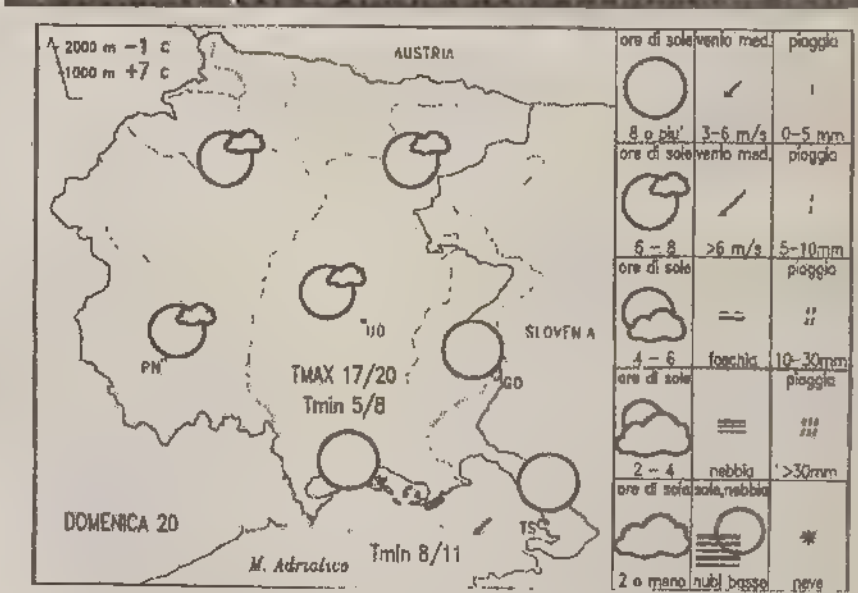 2000 m -1 C
1000 m +7 C
AUSTRIA
UD
PN
SLOVEN A
GO
TMAX 17/20
Tmin 5/8
DOMENICA 20
TS
M. Adriatico
Tmin 8/11
ore di sole vento med. pioggia
8 o piu' 3-6 m/s 0-5 mm
ore di sole vento med. pioggia
6 - 8 >6 m/s 5-10mm
ore di sole pioggia
4 - 6 foschia 10-30mm
ore di sole pioggia
2 - 4 nebbia >30mm
ore di sole sole,nebbia
2 o meno nubi basse neve